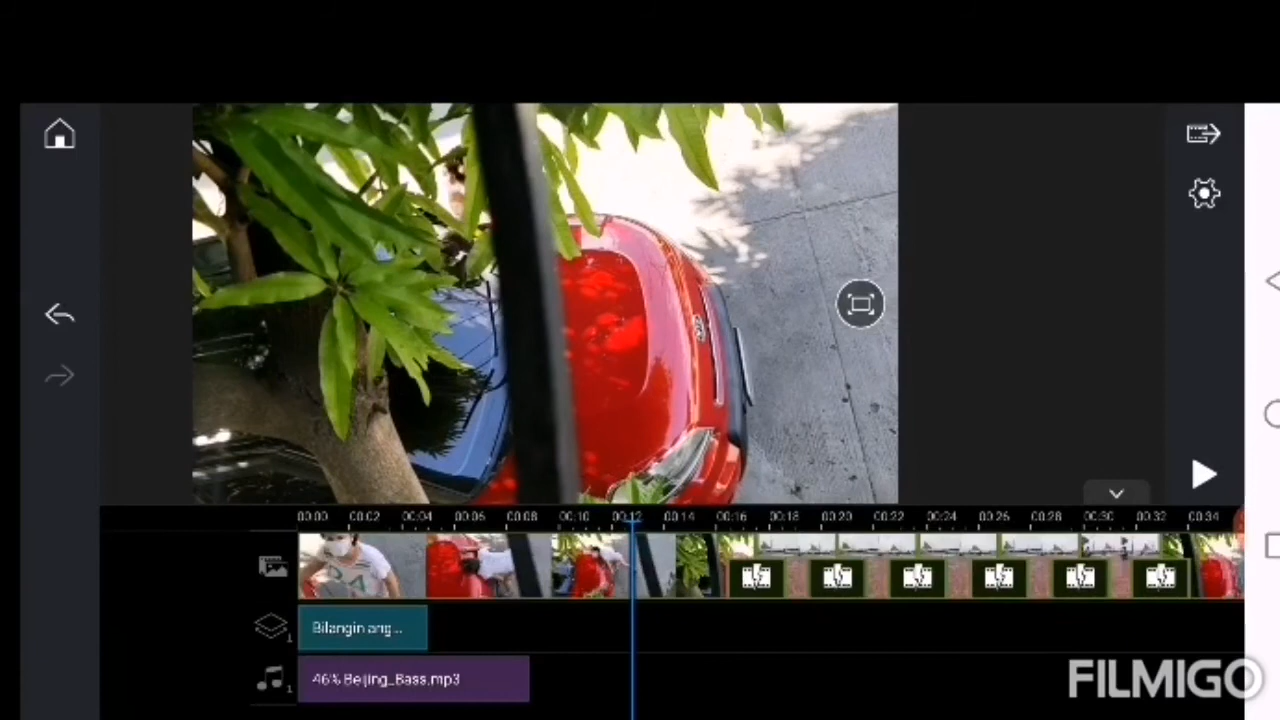 00:00 00:02 00:04 00:06 00:08 00:10 00:12 00:14 00:16 00:18 00:20 00:22 00:24 00:26 00:28 00:30 00:32 00:34
Bilangin ang...
1
46% Beijing_Bass.mp3
1
FILMIGO